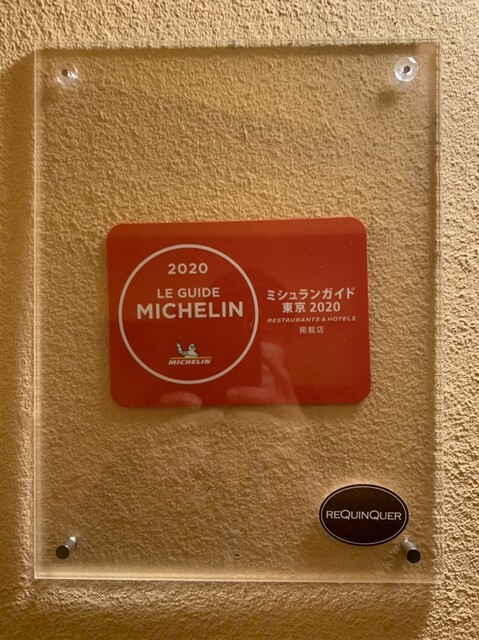 2020
LE GUIDE
MICHELIN
MICHELIN
ミシュランガイド
東京 2020
RESTAURANTS & HOTELS
掲載店
REQUINQUER